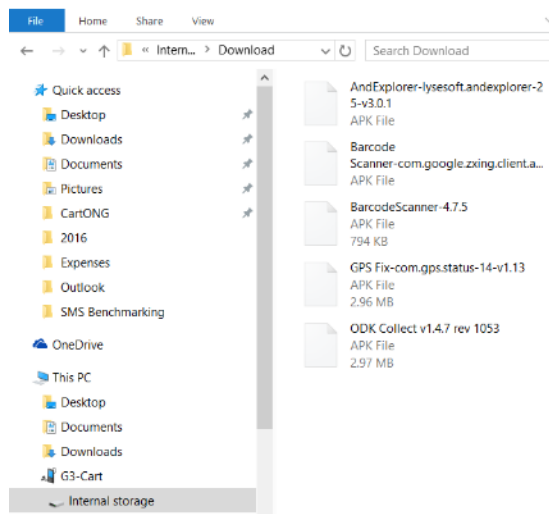 File Home Share View
« Intern... > Download Search Download
Quick access
Desktop
Downloads
Documents
Pictures
CartONG
2016
Expenses
Outlook
SMS Benchmarking
OneDrive
This PC
Desktop
Documents
Downloads
G3-Cart
Internal storage
AndExplorer-lysesoft.andexplorer-2
5-v3.0.1
APK File
Barcode
Scanner-com.google.zxing.client.a...
APK File
BarcodeScanner-4.7.5
APK File
794 KB
GPS Fix-com.gps.status-14-v1.13
APK File
2.96 MB
ODK Collect v1.4.7 rev 1053
APK File
2.97 MB